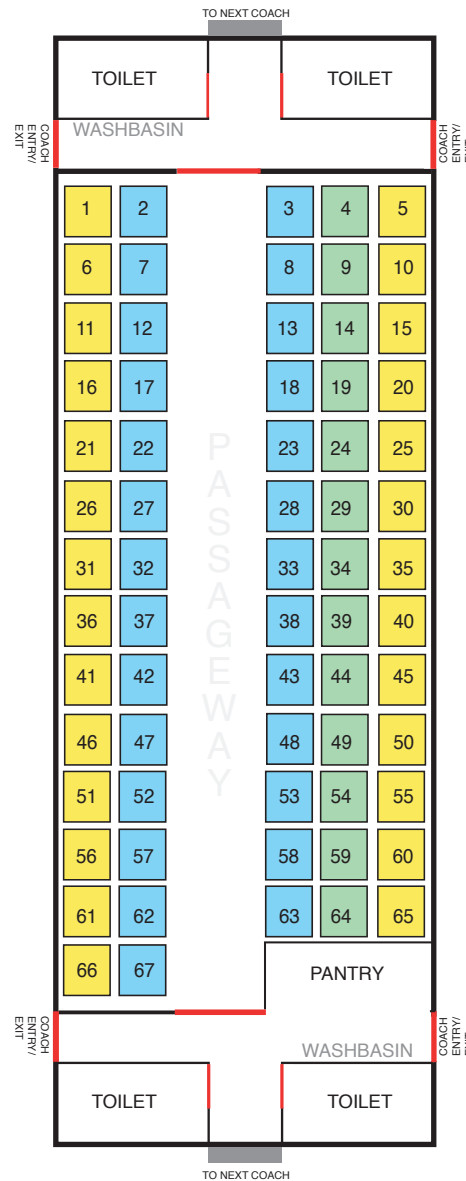 TO NEXT COACH
TOILET TOILET
COACH ENTRY/ EXIT
WASHBASIN
COACH ENTRY/ EXIT
1 2 3 4 5
6 7 8 9 10
11 12 13 14 15
16 17 18 19 20
21 22 23 24 25
26 27 28 29 30
31 32 33 34 35
36 37 38 39 40
41 42 43 44 45
46 47 48 49 50
51 52 53 54 55
56 57 58 59 60
61 62 63 64 65
66 67
PASSAGEWAY
PANTRY
COACH ENTRY/ EXIT
WASHBASIN
COACH ENTRY/ EXIT
TOILET TOILET
TO NEXT COACH